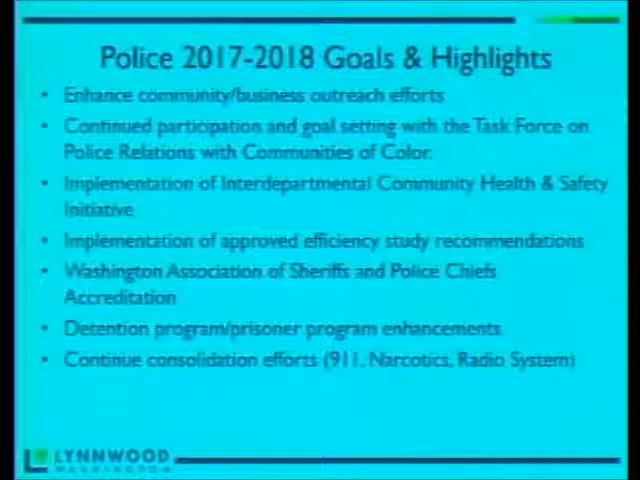 Police 2017-2018 Goals & Highlights
• Enhance community/business outreach efforts
• Continued participation and goal setting with the Task Force on
Police Relations with Communities of Color.
• Implementation of Interdepartmental Community Health & Safety
Initiative
• Implementation of approved efficiency study recommendations
• Washington Association of Sheriffs and Police Chiefs
Accreditation
• Detention program/prisoner program enhancements
• Continue consolidation efforts (911, Narcotics, Radio System)
LYNNWOOD
WASHINGTON